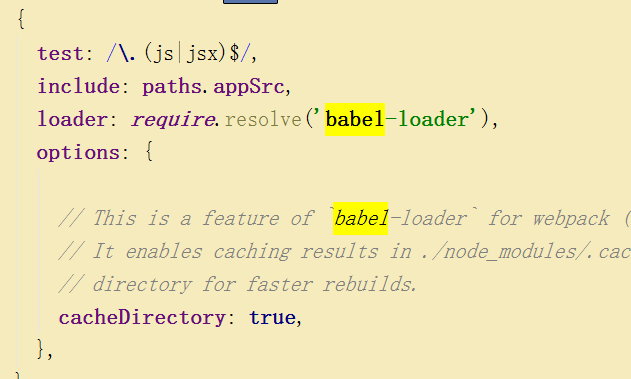 {
test: /\.(js|jsx)$/,
include: paths.appSrc,
loader: require.resolve('babel-loader'),
options: {
// This is a feature of `babel-loader` for webpack (
// It enables caching results in ./node_modules/.cac
// directory for faster rebuilds.
cacheDirectory: true,
},
}